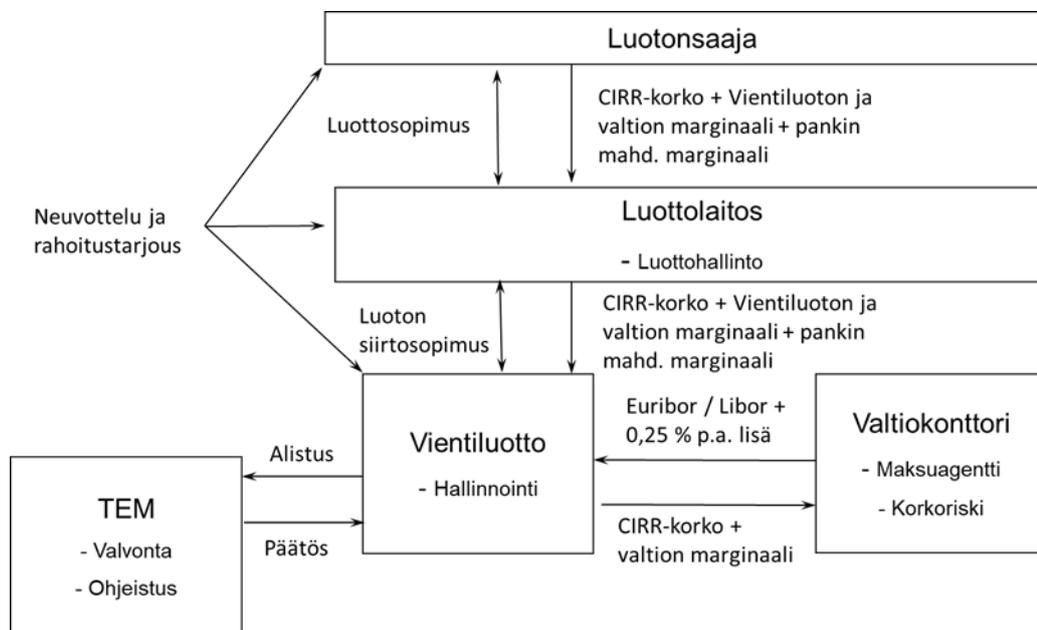 Luotonsaaja
Luottosopimus
CIRR-korko + Vientiluoton ja
valtion marginaali + pankin
mahd. marginaali
Neuvottelu ja
rahoitustarjous
Luottolaitos
- Luottohallinto
Luoton
siirtosopimus
CIRR-korko + Vientiluoton ja
valtion marginaali + pankin
mahd. marginaali
Vientiluotto
- Hallinnointi
Euribor / Libor +
0,25 % p.a. lisä
CIRR-korko +
valtion marginaali
Valtiokonttori
- Maksuagentti
- Korkoriski
Alistus
Päätös
TEM
- Valvonta
- Ohjeistus